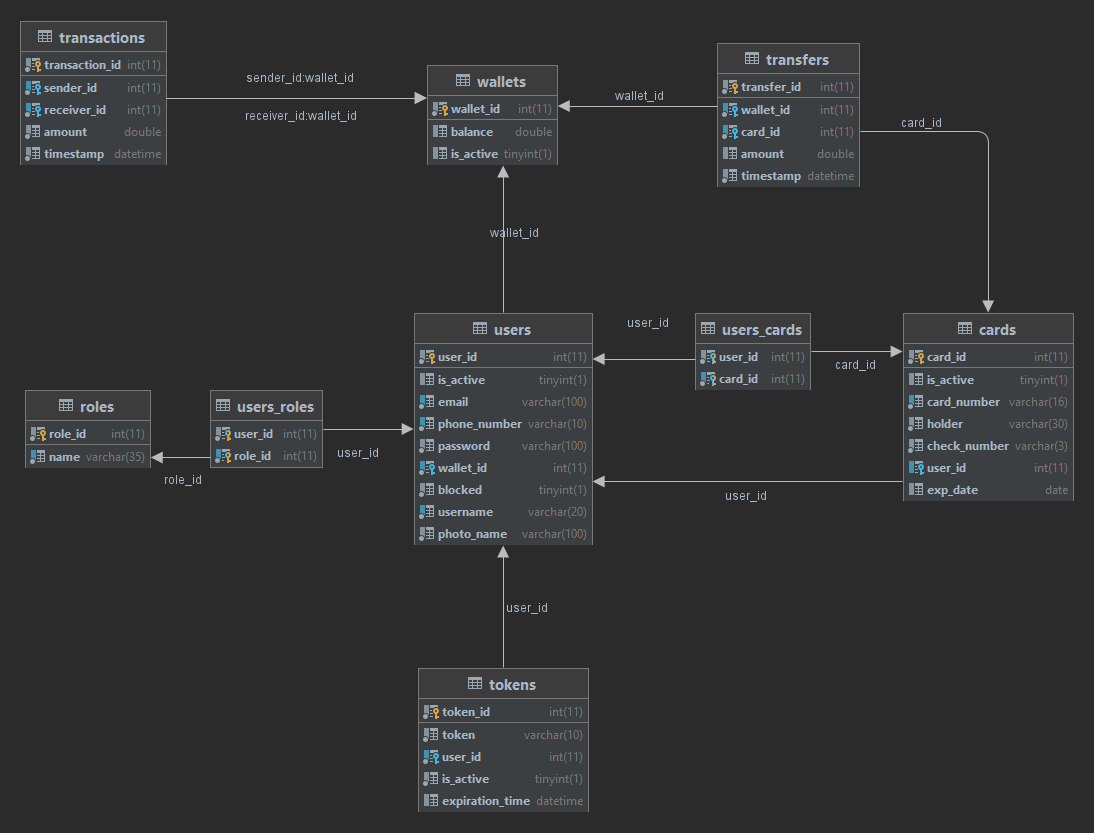 transactions
transaction_id int(11)
sender_id int(11)
receiver_id int(11)
amount double
timestamp datetime
sender_id:wallet_id
receiver_id:wallet_id
wallets
wallet_id int(11)
balance double
is_active tinyint(1)
wallet_id
transfers
transfer_id int(11)
wallet_id int(11)
card_id int(11)
amount double
timestamp datetime
card_id
wallet_id
users
user_id int(11)
is_active tinyint(1)
email varchar(100)
phone_number varchar(10)
password varchar(100)
wallet_id int(11)
blocked tinyint(1)
username varchar(20)
photo_name varchar(100)
user_id
users_cards
user_id int(11)
card_id int(11)
card_id
cards
card_id int(11)
is_active tinyint(1)
card_number varchar(16)
holder varchar(30)
check_number varchar(3)
user_id int(11)
exp_date date
user_id
roles
role_id int(11)
name varchar(35)
role_id
users_roles
user_id int(11)
role_id int(11)
user_id
user_id
tokens
token_id int(11)
token varchar(10)
user_id int(11)
is_active tinyint(1)
expiration_time datetime